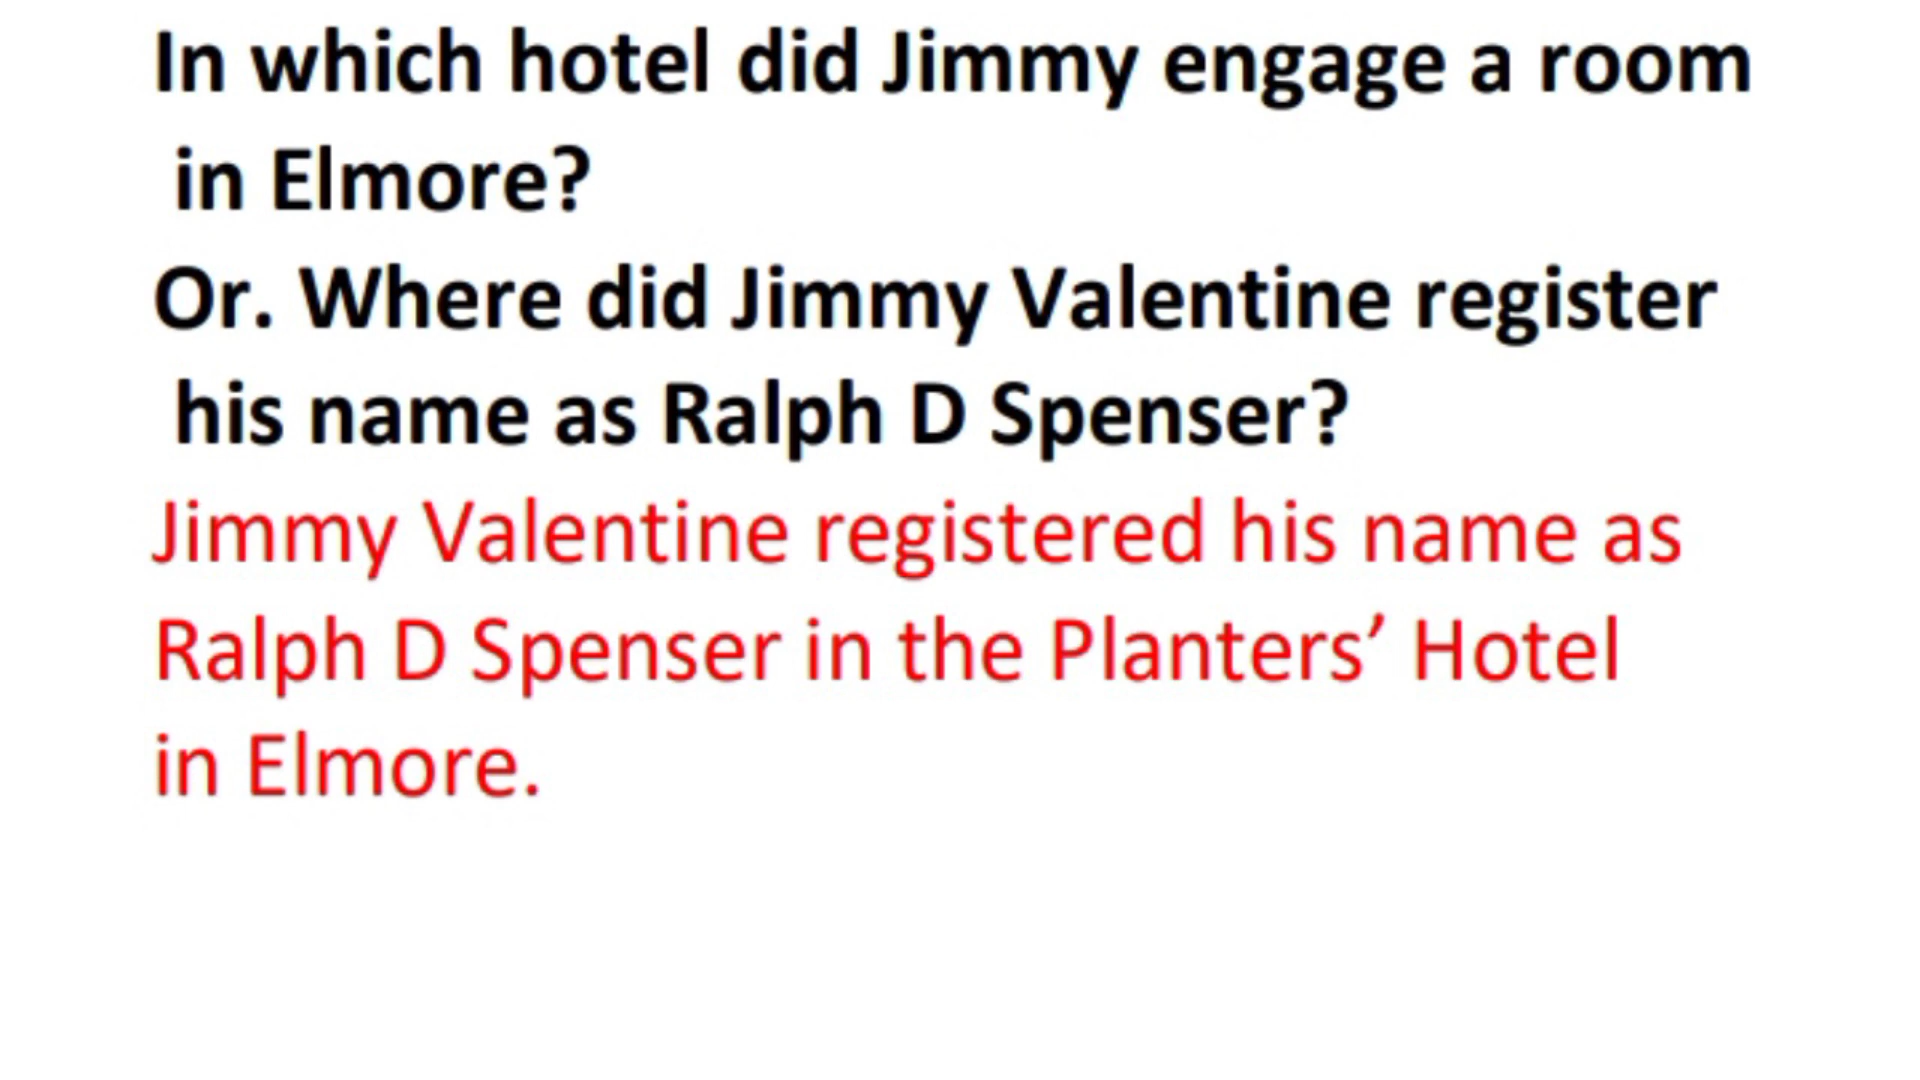 In which hotel did Jimmy engage a room
in Elmore?
Or. Where did Jimmy Valentine register
his name as Ralph D Spenser?
Jimmy Valentine registered his name as
Ralph D Spenser in the Planters’ Hotel
in Elmore.